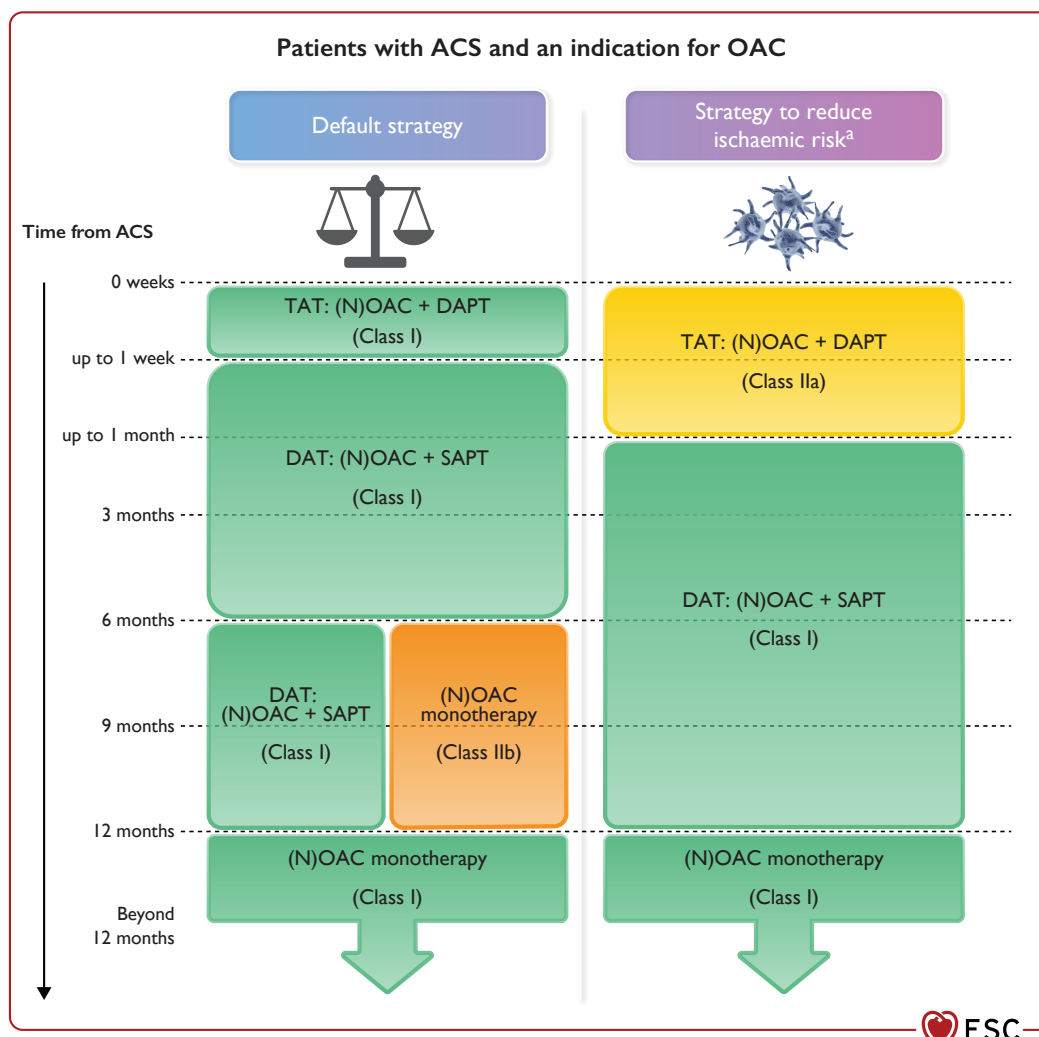 Patients with ACS and an indication for OAC
Default strategy
Strategy to reduce
ischaemic riskª
Time from ACS
0 weeks
TAT: (N)OAC + DAPT
(Class I)
up to 1 week
TAT: (N)OAC + DAPT
(Class IIa)
up to 1 month
DAT: (N)OAC + SAPT
(Class I)
3 months
DAT: (N)OAC + SAPT
(Class I)
6 months
DAT:
(N)OAC + SAPT
(Class I)
(N)OAC
monotherapy
(Class IIb)
9 months
12 months
(N)OAC monotherapy
(Class I)
(N)OAC monotherapy
(Class I)
Beyond
12 months
ESC